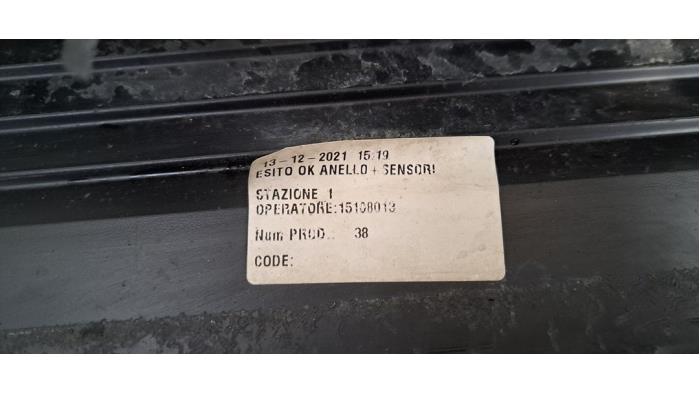 13-12-2021 15:19
ESITO OK ANELLO + SENSORI
STAZIONE 1
OPERATORE:15108013
Num PROD.: 38
CODE: